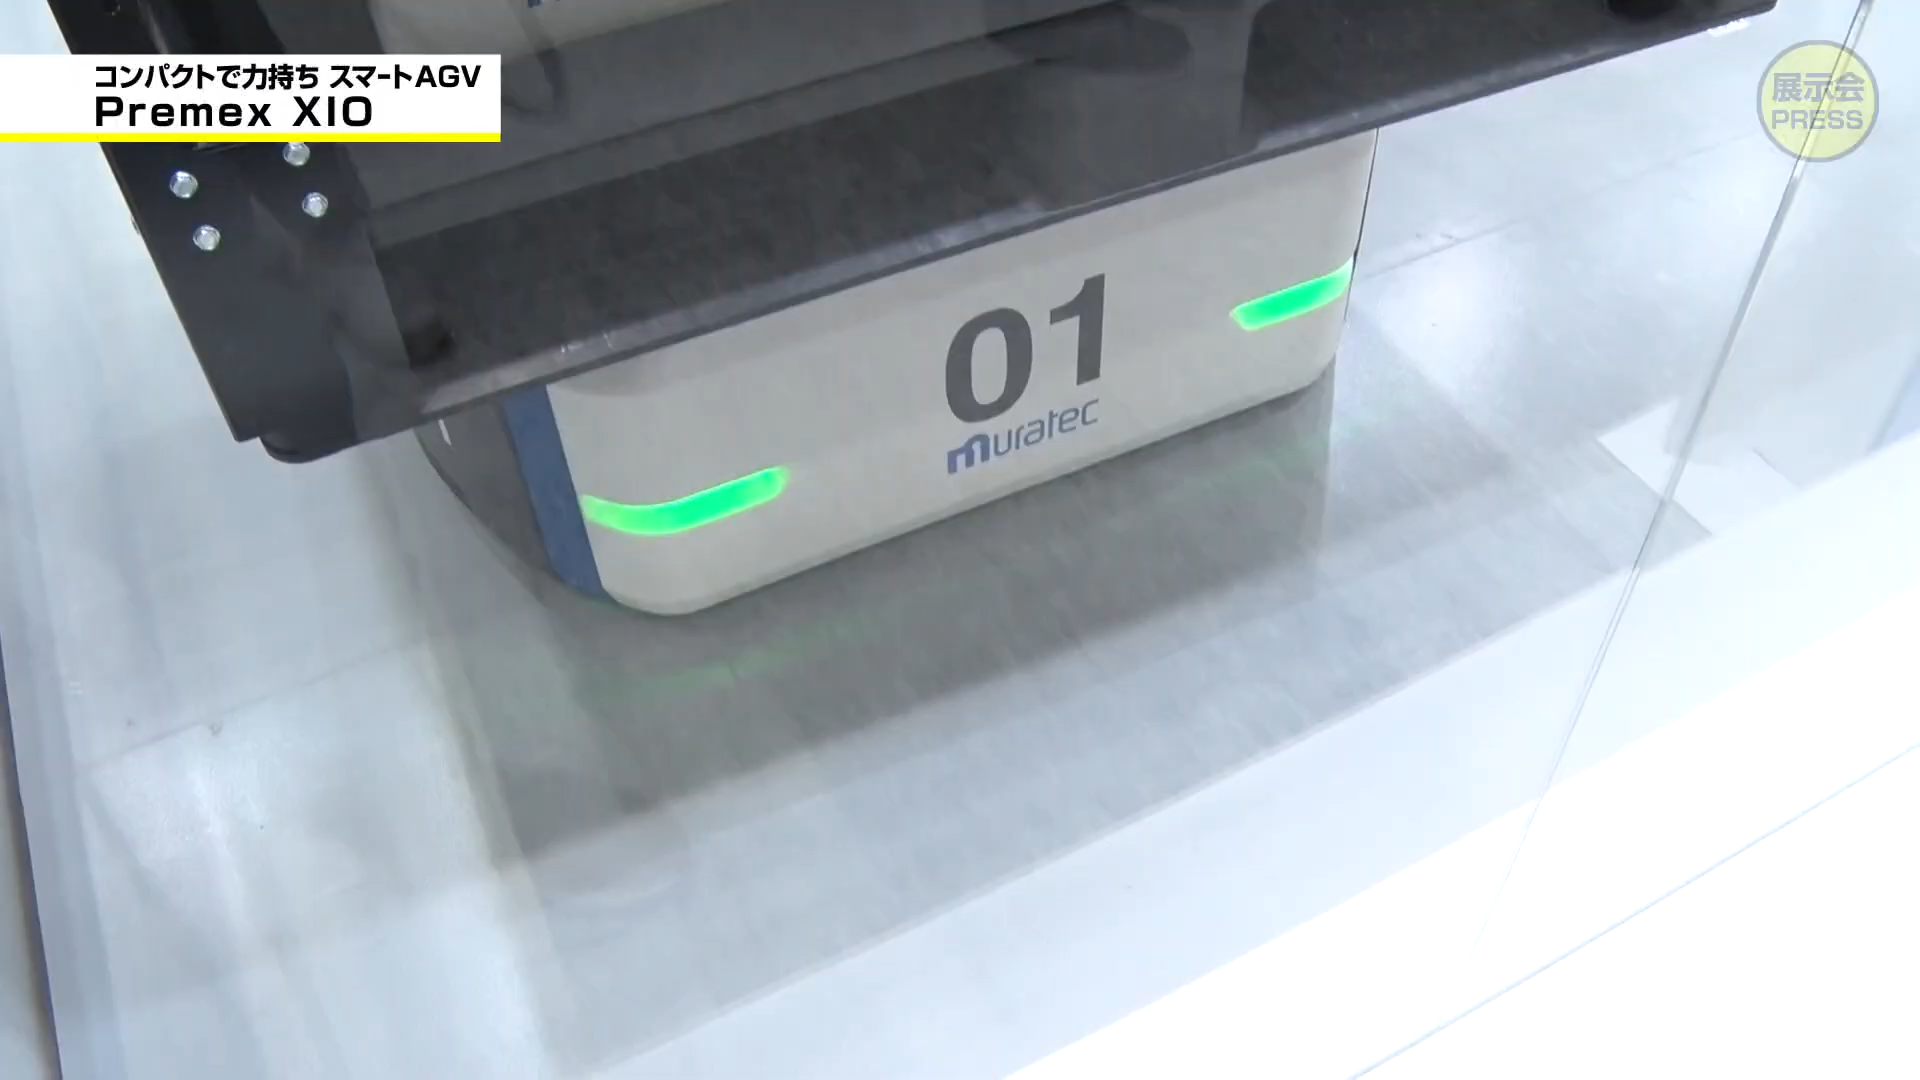 コンパクトで力持ち スマートAGV
Premex XIO
展示会
PRESS
01
muratec